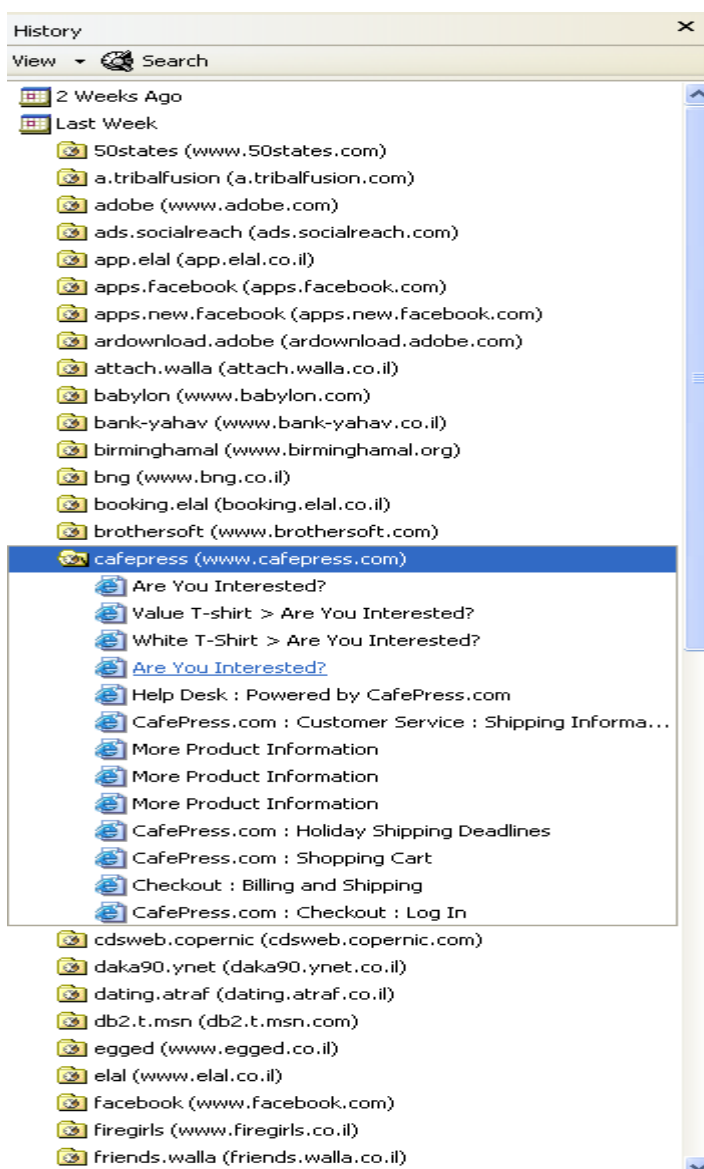 History
View Search
2 Weeks Ago
Last Week
50states (www.50states.com)
a.tribalfusion (a.tribalfusion.com)
adobe (www.adobe.com)
ads.socialreach (ads.socialreach.com)
app.elal (app.elal.co.il)
apps.facebook (apps.facebook.com)
apps.new.facebook (apps.new.facebook.com)
ardownload.adobe (ardownload.adobe.com)
attach.walla (attach.walla.co.il)
babylon (www.babylon.com)
bank-yahav (www.bank-yahav.co.il)
birminghamal (www.birminghamal.org)
bng (www.bng.co.il)
booking.elal (booking.elal.co.il)
brothersoft (www.brothersoft.com)
cafepress (www.cafepress.com)
Are You Interested?
Value T-shirt > Are You Interested?
White T-Shirt > Are You Interested?
Are You Interested?
Help Desk : Powered by CafePress.com
CafePress.com : Customer Service : Shipping Informa...
More Product Information
More Product Information
More Product Information
CafePress.com : Holiday Shipping Deadlines
CafePress.com : Shopping Cart
Checkout : Billing and Shipping
CafePress.com : Checkout : Log In
cdsweb.copernic (cdsweb.copernic.com)
daka90.ynet (daka90.ynet.co.il)
dating.atraf (dating.atraf.co.il)
db2.t.msn (db2.t.msn.com)
egged (www.egged.co.il)
elal (www.elal.co.il)
facebook (www.facebook.com)
firegirls (www.firegirls.co.il)
friends.walla (friends.walla.co.il)